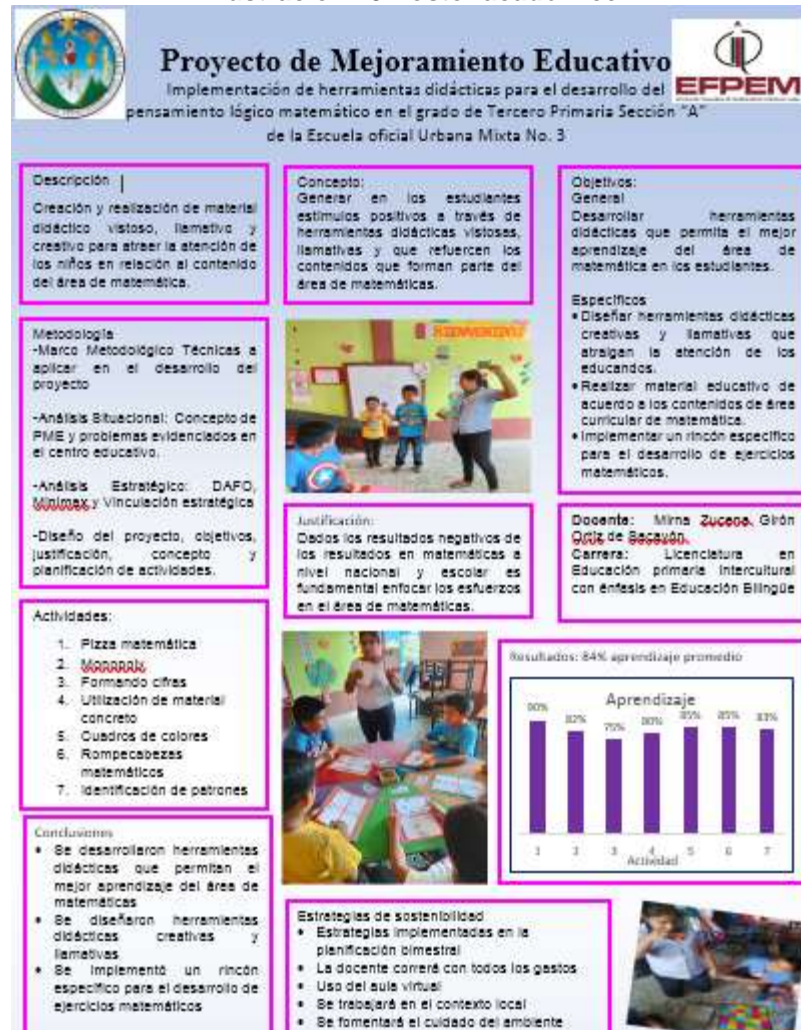 Proyecto de Mejoramiento Educativo
EFPEM
Implementación de herramientas didácticas para el desarrollo del
pensamiento lógico matemático en el grado de Tercero Primaria Sección "A"
de la Escuela oficial Urbana Mixta No. 3
Descripción
Creación y realización de material
didáctico vistoso, llamativo y
creativo para atraer la atención de
los niños en relación al contenido
del área de matemática.
Concepto:
Generar en los estudiantes
estímulos positivos a través de
herramientas didácticas vistosas,
llamativas y que refuercen los
contenidos que forman parte del
área de matemáticas.
Objetivos:
General
Desarrollar herramientas
didácticas que permita el mejor
aprendizaje del área de
matemática en los estudiantes.
Específicos
• Diseñar herramientas didácticas
creativas y llamativas que
atraigan la atención de los
educandos.
• Realizar material educativo de
acuerdo a los contenidos de área
curricular de matemática.
• Implementar un rincón específico
para el desarrollo de ejercicios
matemáticos.
Metodología
-Marco Metodológico Técnicas a
aplicar en el desarrollo del
proyecto
-Análisis Situacional: Concepto de
PME y problemas evidenciados en
el centro educativo.
-Análisis Estratégico: DAFO,
Minimax y Vinculación estratégica
-Diseño del proyecto, objetivos,
justificación, concepto y
planificación de actividades.
BIENVENIDOS
Justificación:
Dados los resultados negativos de
los resultados en matemáticas a
nivel nacional y escolar es
fundamental enfocar los esfuerzos
en el área de matemáticas.
Docente: Mirna Zucena Girón
Ortiz de
Carrera: Licenciatura en
Educación primaria Intercultural
con énfasis en Educación Bilingüe
Actividades:
1. Pizza matemática
2.
3. Formando cifras
4. Utilización de material
concreto
5. Cuadros de colores
6. Rompecabezas
matemáticos
7. Identificación de patrones
Resultados: 84% aprendizaje promedio
Aprendizaje
90% 82% 79% 80% 85% 85% 83%
1 2 3 4 5 6 7
Actividad
Conclusiones
• Se desarrollaron herramientas
didácticas que permitan el
mejor aprendizaje del área de
matemáticas
• Se diseñaron herramientas
didácticas creativas y
llamativas
• Se implementó un rincón
específico para el desarrollo de
ejercicios matemáticos
Estrategias de sostenibilidad
• Estrategias implementadas en la
planificación bimestral
• La docente correrá con todos los gastos
• Uso del aula virtual
• Se trabajará en el contexto local
• Se fomentará el cuidado del ambiente